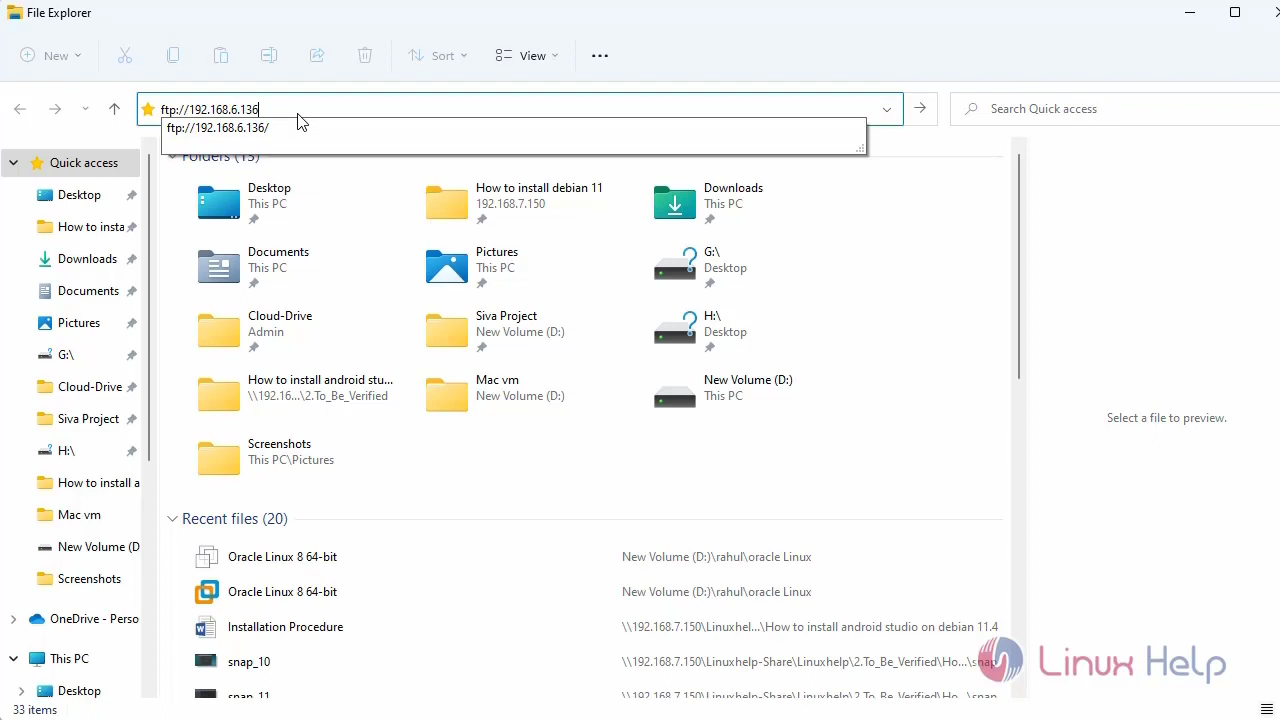 File Explorer
New
Sort
View
ftp://192.168.6.136
Search Quick access
ftp://192.168.6.136/
Quick access
Desktop
How to insta
Downloads
Documents
Pictures
G:\
Cloud-Drive
Siva Project
H:\
How to install a
Mac vm
New Volume (D
Screenshots
OneDrive - Perso
This PC
Desktop
Folders (13)
Desktop
This PC
How to install debian 11
192.168.7.150
Downloads
This PC
Documents
This PC
Pictures
This PC
G:\
Desktop
Cloud-Drive
Admin
Siva Project
New Volume (D:)
H:\
Desktop
How to install android stu...
\\192.16...\2.To_Be_Verified
Mac vm
New Volume (D:)
New Volume (D:)
This PC
Screenshots
This PC\Pictures
Recent files (20)
Oracle Linux 8 64-bit New Volume (D:)\rahul\oracle Linux
Oracle Linux 8 64-bit New Volume (D:)\rahul\oracle Linux
Installation Procedure \\192.168.7.150\Linuxhel...\How to install android studio on debian 11.4
snap_10 \\192.168.7.150\Linuxhelp-Share\Linuxhelp\2.To_Be_Verified\Ho...\snap
snap_11 \\192.168.7.150\Linuxhelp-Share\Linuxhelp\2.To_Be_Verified\Ho...\snap
Select a file to preview.
Linux Help
33 items